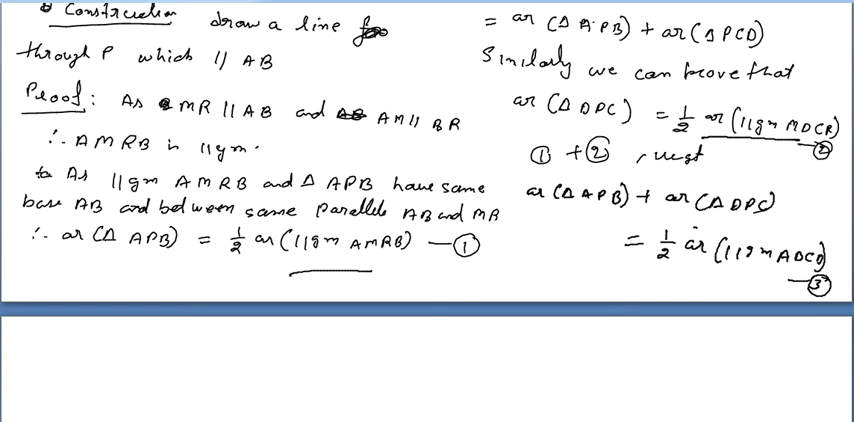 Construction draw a line
through P which || AB
Proof: As MR || AB and AM || BR
∴ AMRB is ||gm.
As ||gm AMRB and Δ APB have same
base AB and between same parallels AB and MR
∴ ar (Δ APB) = 1/2 ar (||gm AMRB) — ①
= ar (Δ APB) + ar (Δ PCD)
Similarly we can prove that
ar (Δ DPC) = 1/2 ar (||gm MDCR) — ②
① + ②, we get
ar (Δ APB) + ar (Δ DPC)
= 1/2 ar (||gm ADCB) — ③